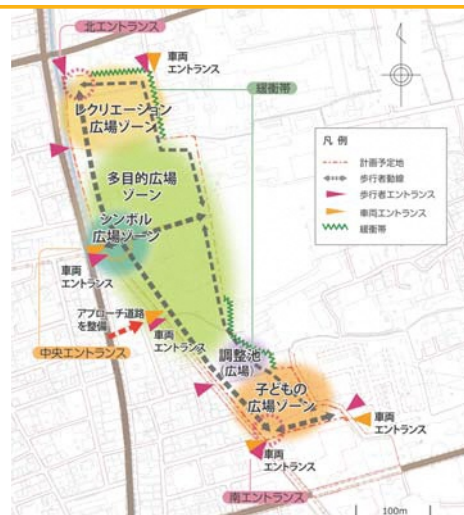 北エントランス
車両
エントランス
緩衝帯
レクリエーション
広場ゾーン
凡 例
計画予定地
歩行者動線
歩行者エントランス
車両エントランス
緩衝帯
多目的広場
ゾーン
シンボル
広場ゾーン
車両
エントランス
アプローチ道路
を整備
車両
エントランス
中央エントランス
調整池
(広場)
子どもの
広場ゾーン
車両
エントランス
車両
エントランス
南エントランス
100m